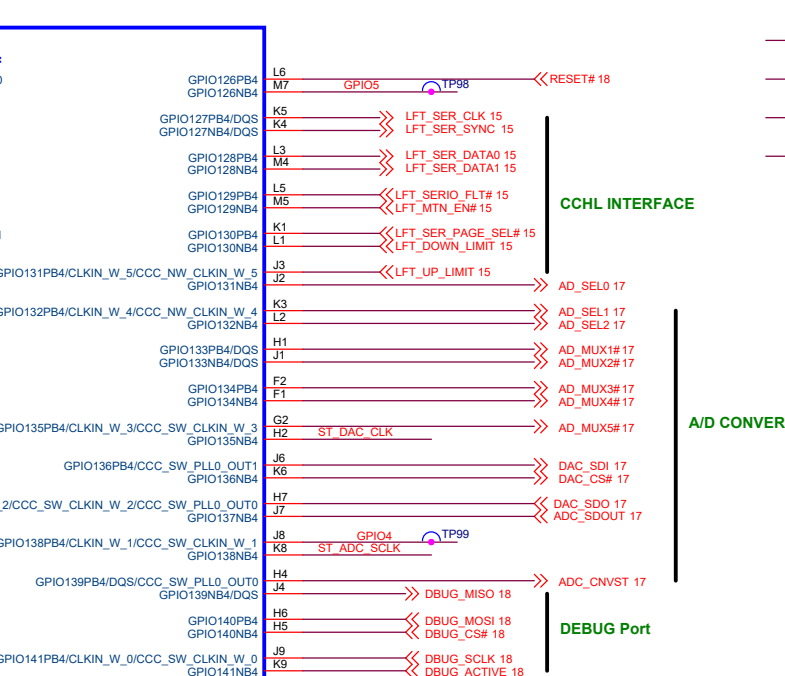 GPIO126PB4 L6 RESET# 18
GPIO126NB4 M7 GPIO5 TP98
GPIO127PB4/DQS K5 LFT_SER_CLK 15
GPIO127NB4/DQS K4 LFT_SER_SYNC 15
GPIO128PB4 L3 LFT_SER_DATA0 15
GPIO128NB4 M4 LFT_SER_DATA1 15
GPIO129PB4 L5 LFT_SERIO_FLT# 15
GPIO129NB4 M5 LFT_MTN_EN# 15
CCHL INTERFACE
GPIO130PB4 K1 LFT_SER_PAGE_SEL# 15
GPIO130NB4 L1 LFT_DOWN_LIMIT 15
GPIO131PB4/CLKIN_W_5/CCC_NW_CLKIN_W_5 J3 LFT_UP_LIMIT 15
GPIO131NB4 J2 AD_SEL0 17
GPIO132PB4/CLKIN_W_4/CCC_NW_CLKIN_W_4 K3 AD_SEL1 17
GPIO132NB4 L2 AD_SEL2 17
GPIO133PB4/DQS H1 AD_MUX1# 17
GPIO133NB4/DQS J1 AD_MUX2# 17
GPIO134PB4 F2 AD_MUX3# 17
GPIO134NB4 F1 AD_MUX4# 17
GPIO135PB4/CLKIN_W_3/CCC_SW_CLKIN_W_3 G2 AD_MUX5# 17
A/D CONVER
GPIO135NB4 H2 ST_DAC_CLK
GPIO136PB4/CCC_SW_PLL0_OUT1 J6 DAC_SDI 17
GPIO136NB4 K6 DAC_CS# 17
_2/CCC_SW_CLKIN_W_2/CCC_SW_PLL0_OUT0 H7 DAC_SDO 17
GPIO137NB4 J7 ADC_SDOUT 17
GPIO138PB4/CLKIN_W_1/CCC_SW_CLKIN_W_1 J8 GPIO4 TP99
GPIO138NB4 K8 ST_ADC_SCLK
GPIO139PB4/DQS/CCC_SW_PLL0_OUT0 H4 ADC_CNVST 17
GPIO139NB4/DQS J4 DBUG_MISO 18
GPIO140PB4 H6 DBUG_MOSI 18
GPIO140NB4 H5 DBUG_CS# 18
DEBUG Port
GPIO141PB4/CLKIN_W_0/CCC_SW_CLKIN_W_0 J9 DBUG_SCLK 18
GPIO141NB4 K9 DBUG_ACTIVE 18